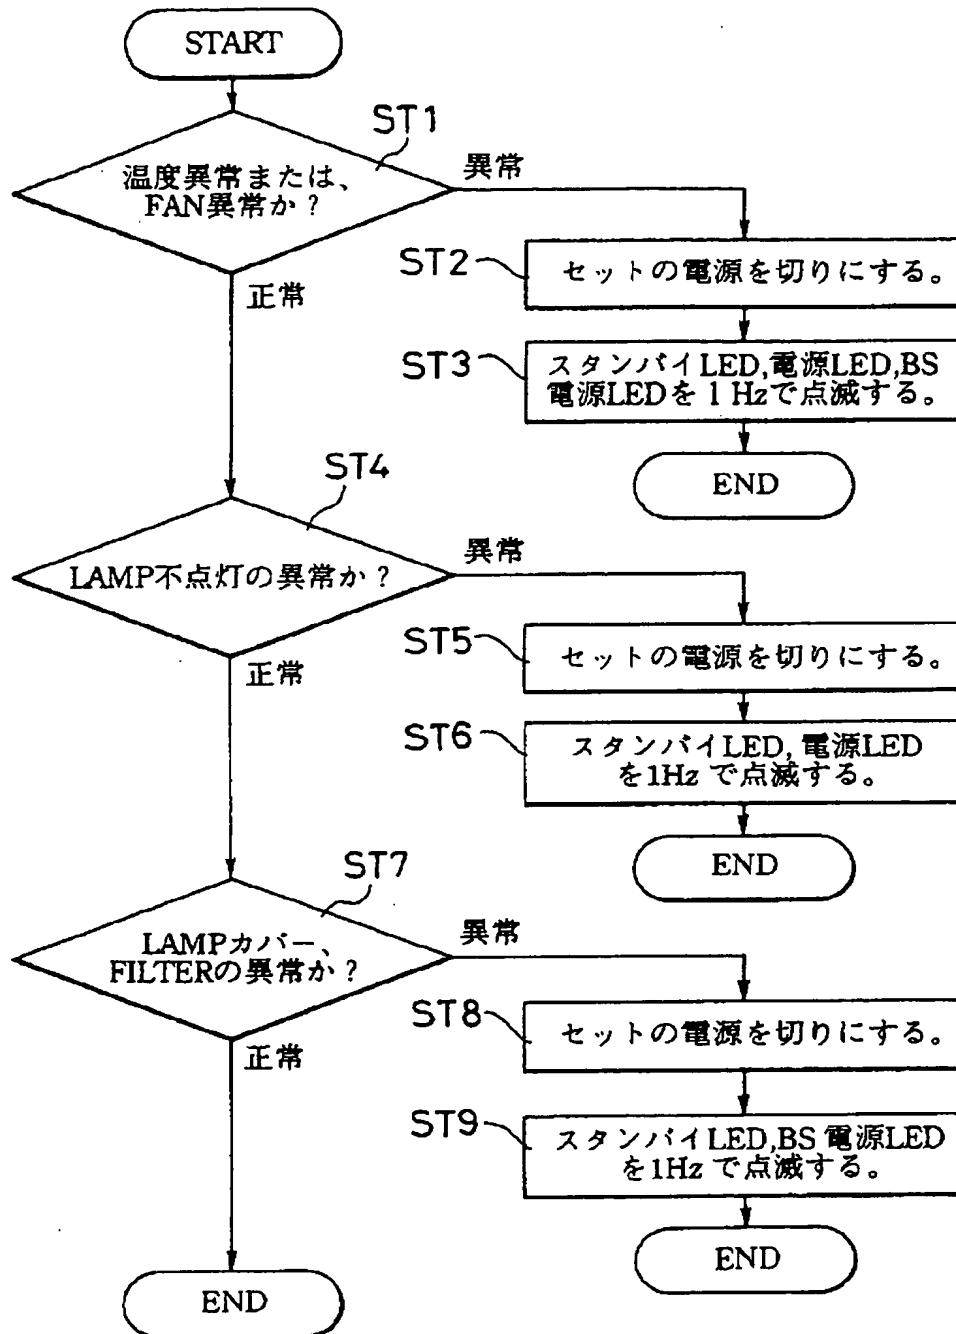 START
ST1
温度異常または、
FAN異常か？
異常
正常
ST2
セットの電源を切りにする。
ST3
スタンバイLED,電源LED,BS
電源LEDを 1 Hzで点滅する。
END
ST4
LAMP不点灯の異常か？
異常
正常
ST5
セットの電源を切りにする。
ST6
スタンバイLED, 電源LED
を1Hz で点滅する。
END
ST7
LAMPカバー、
FILTERの異常か？
異常
正常
ST8
セットの電源を切りにする。
ST9
スタンバイLED,BS 電源LED
を1Hz で点滅する。
END
END